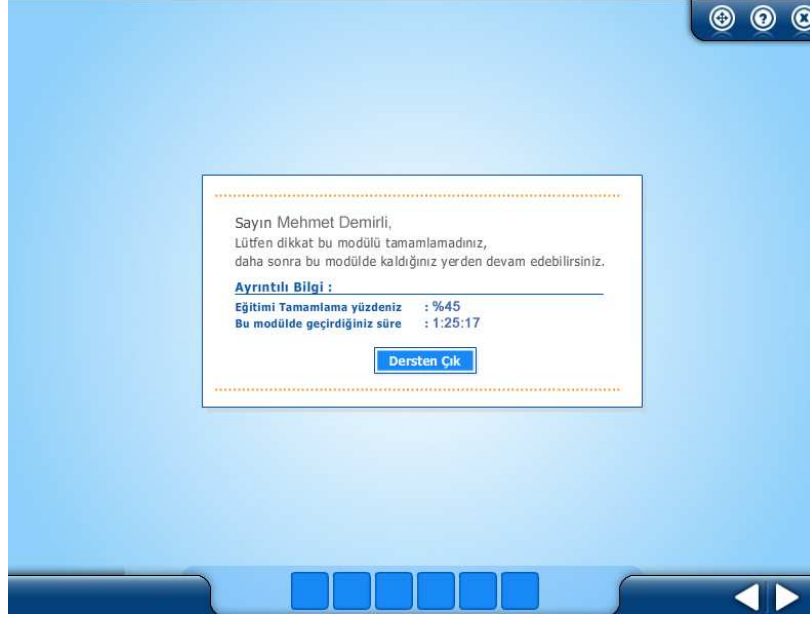 Sayın Mehmet Demirli,
Lütfen dikkat bu modülü tamamlamadınız,
daha sonra bu modülde kaldığınız yerden devam edebilirsiniz.
Ayrıntılı Bilgi :
Eğitimi Tamamlama yüzdeniz : %45
Bu modülde geçirdiğiniz süre : 1:25:17
Dersten Çık